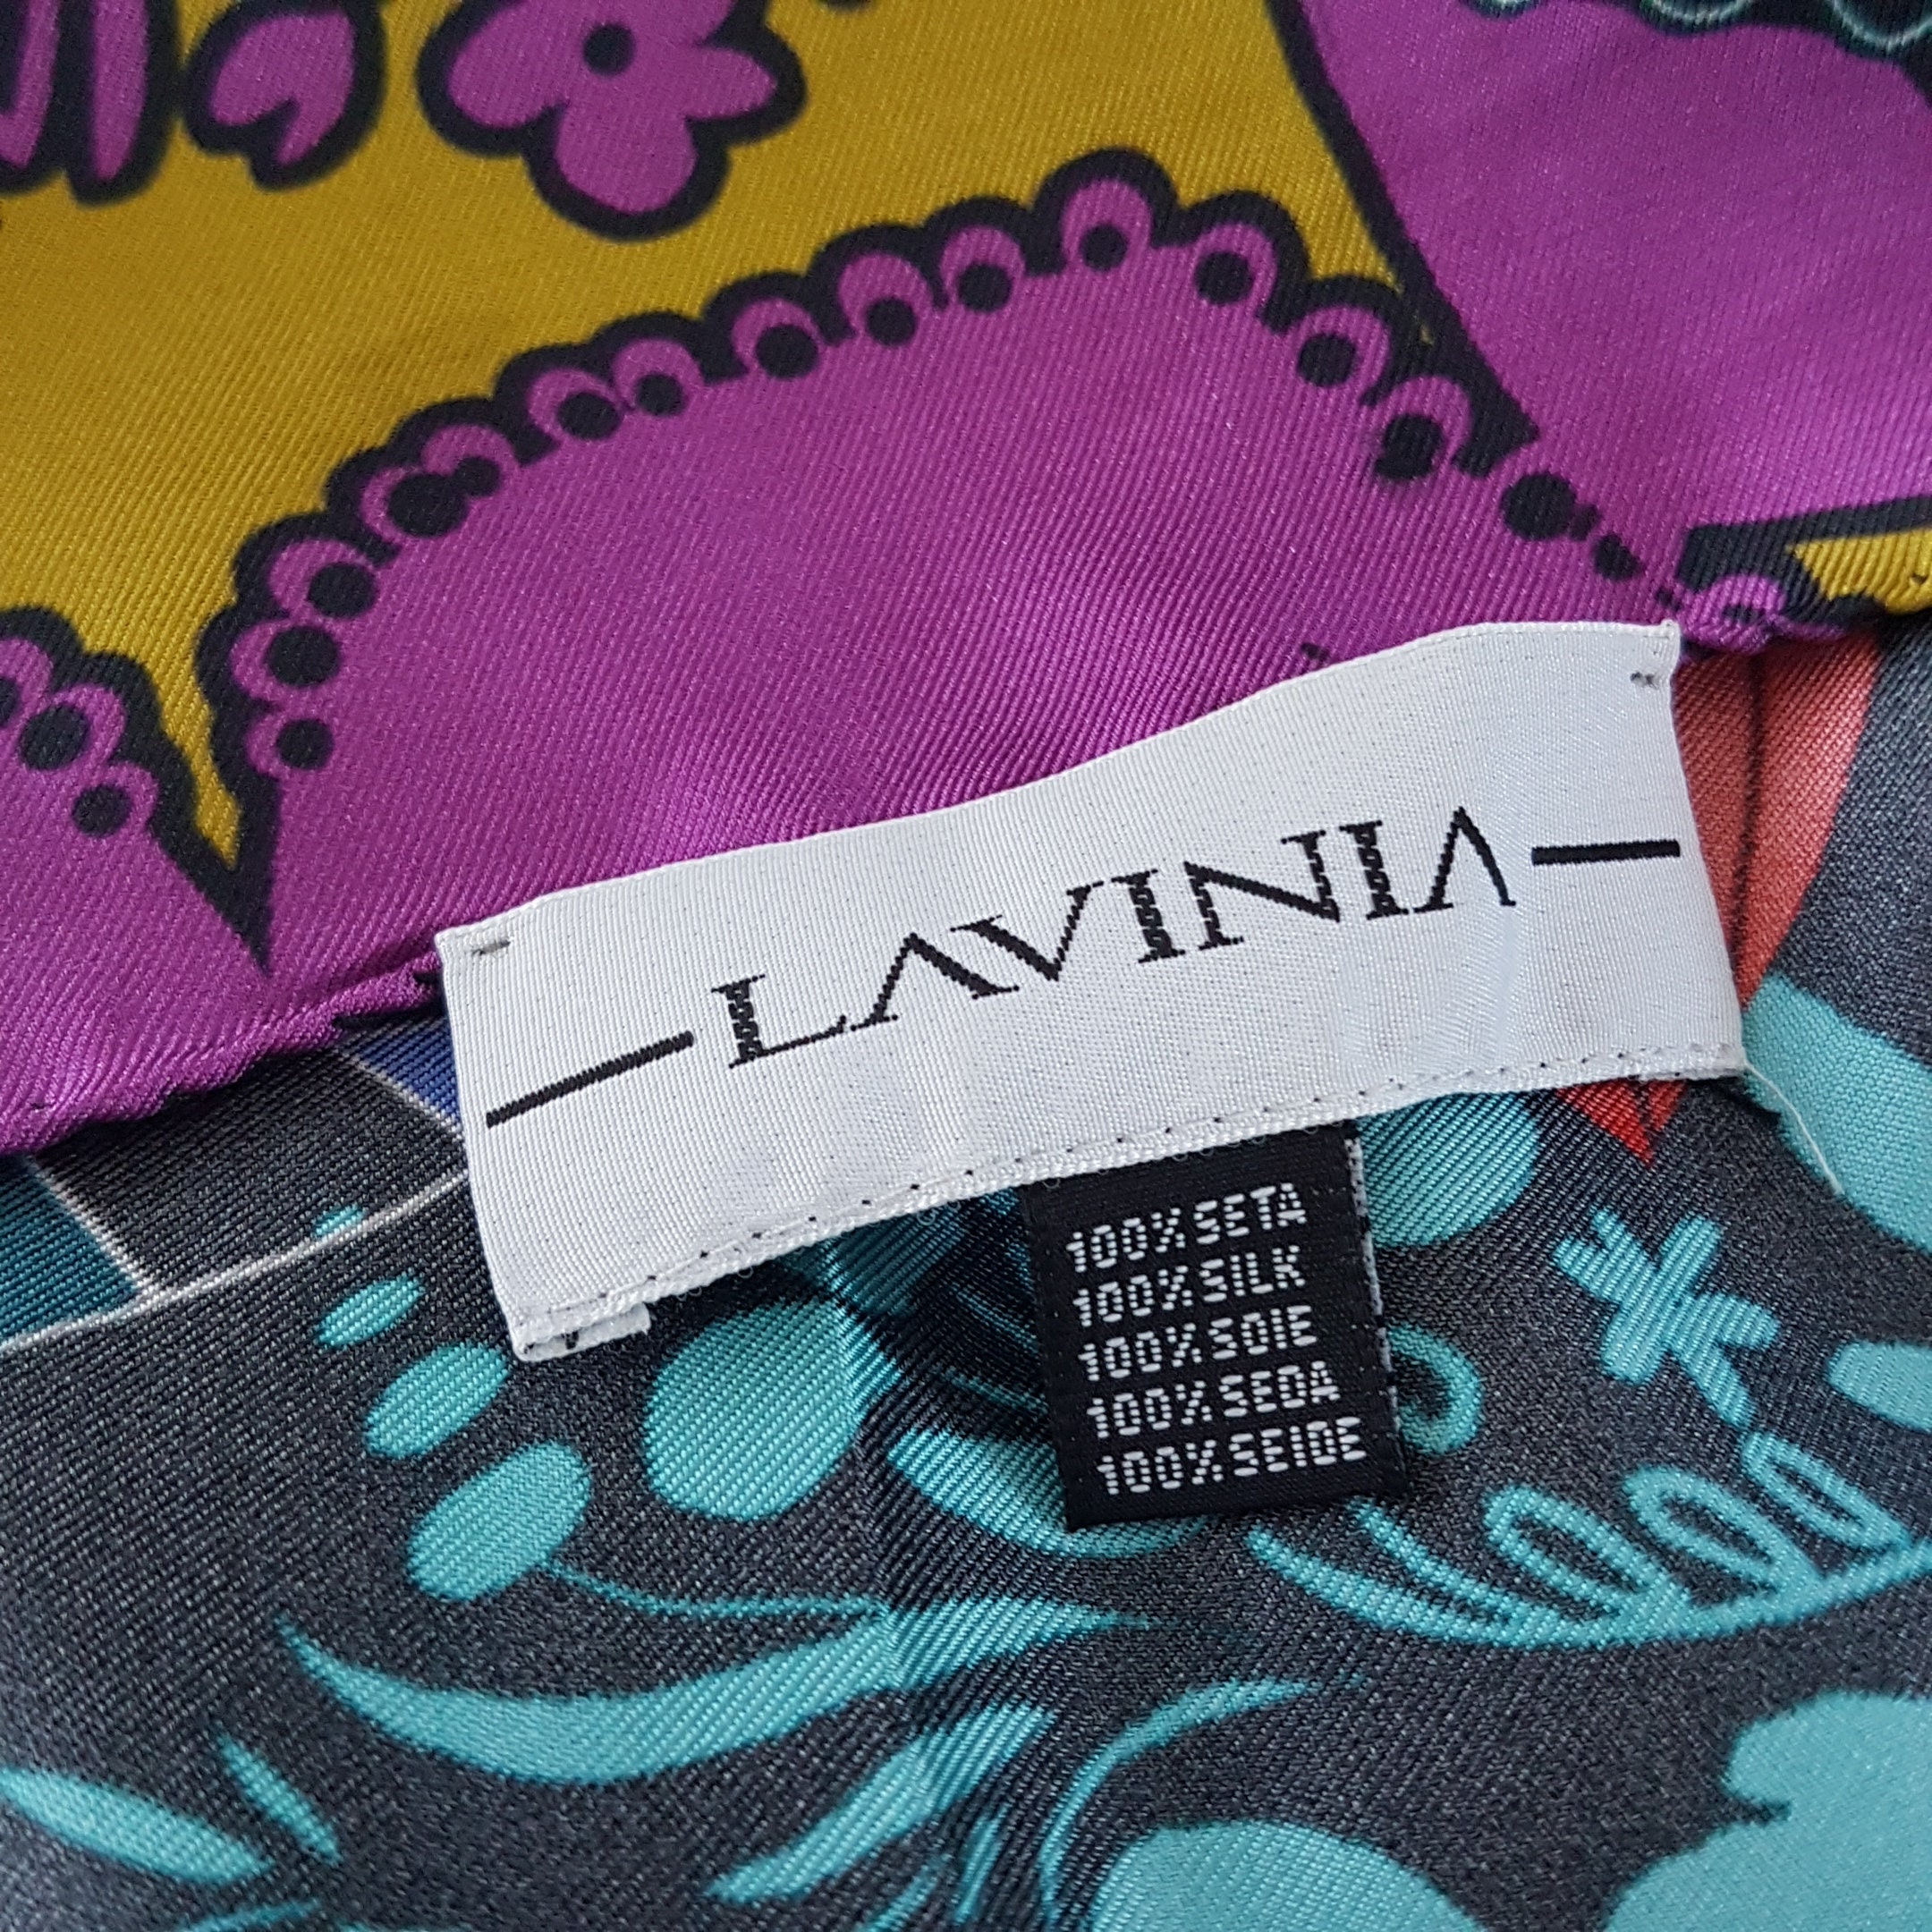 LAVINIA
100% SETA
100% SILK
100% SOIE
100% SEDA
100% SEIDE